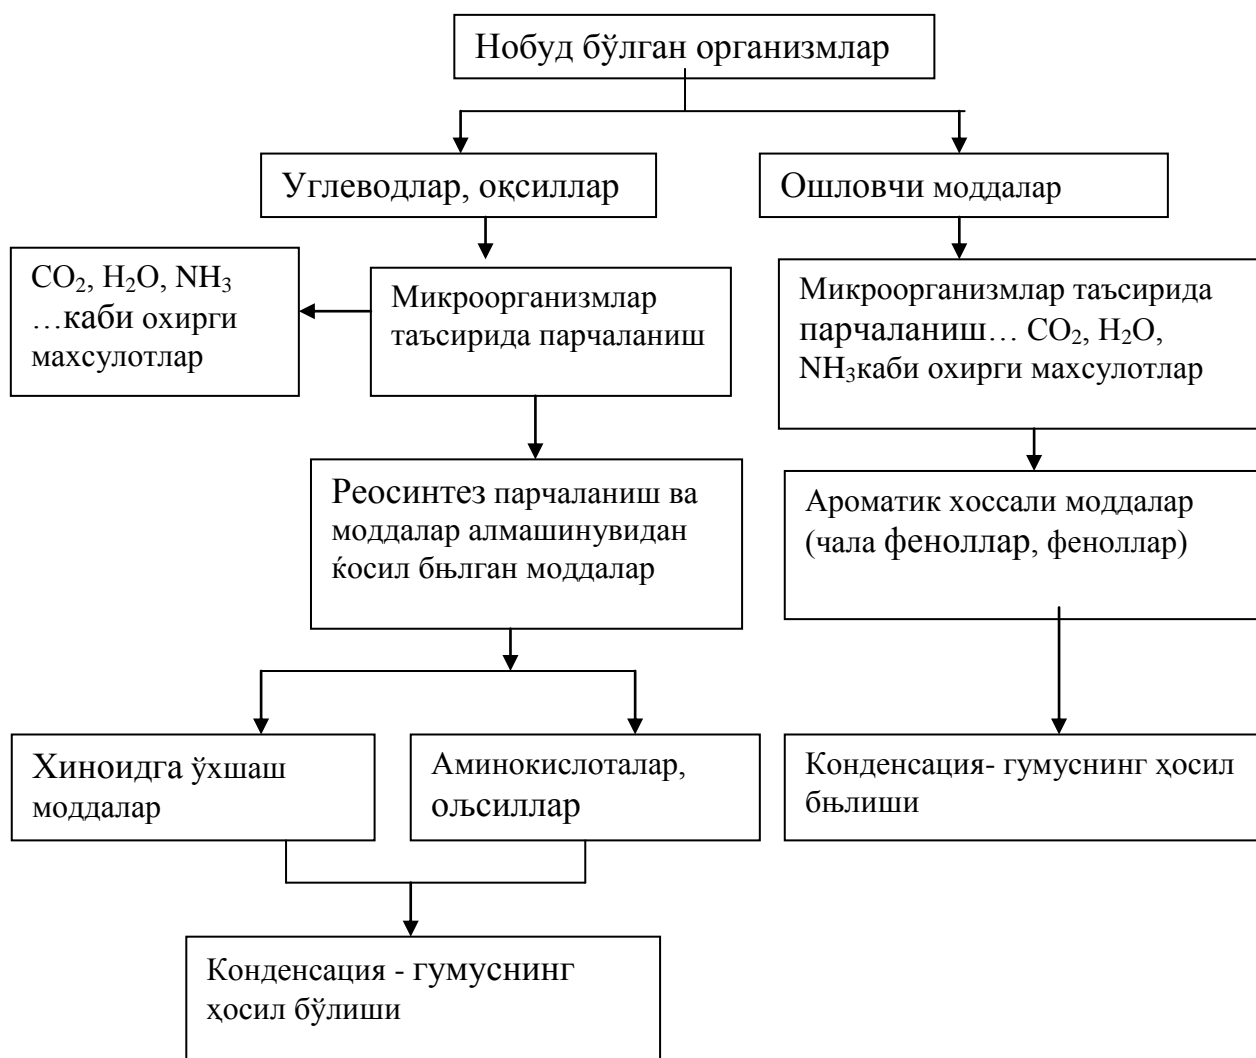 Нобуд бўлган организмлар
Углеводлар, оқсиллар
Ошловчи моддалар
CO₂, H₂O, NH₃
…каби охирги
махсулотлар
Микроорганизмлар
таъсирида парчаланиш
Микроорганизмлар таъсирида
парчаланиш… CO₂, H₂O,
NH₃каби охирги махсулотлар
Реосинтез парчаланиш ва
моддалар алмашинувидан
ќосил бњлган моддалар
Ароматик хоссали моддалар
(чала феноллар, феноллар)
Хиноидга ўхшаш
моддалар
Аминокислоталар,
ољсиллар
Конденсация- гумуснинг ҳосил
бњлиши
Конденсация - гумуснинг
ҳосил бўлиши